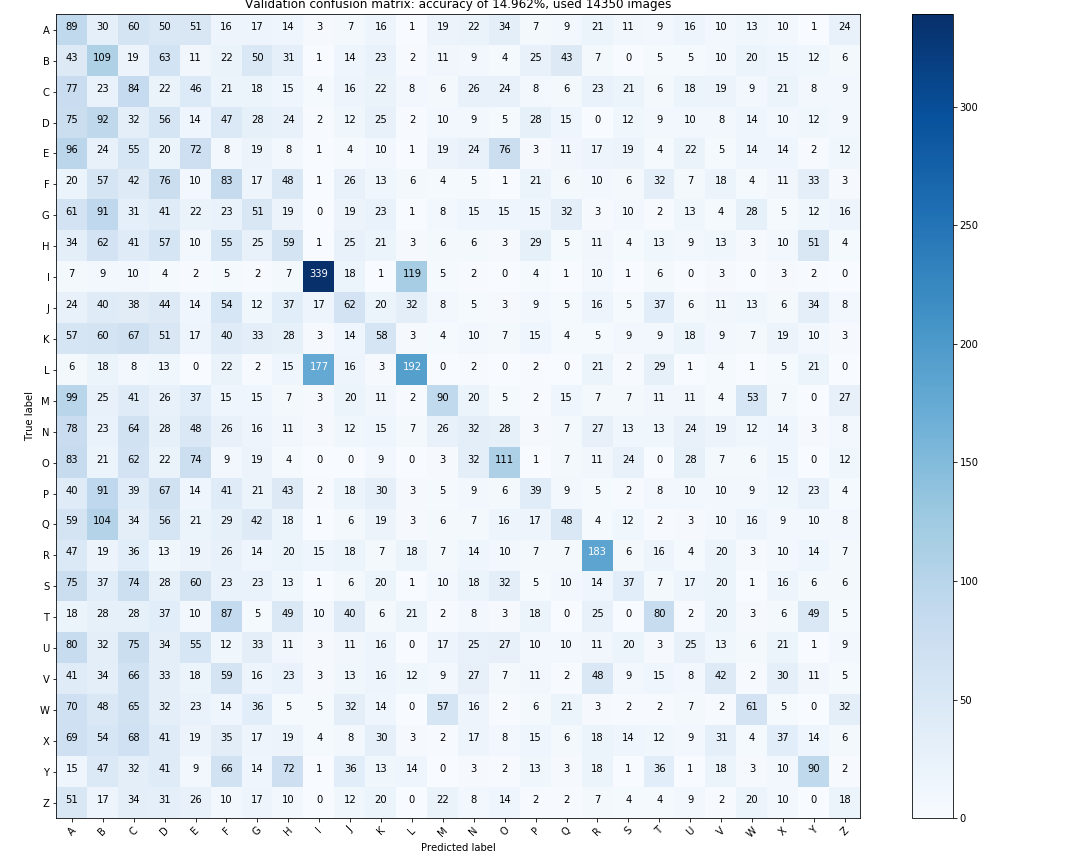 Validation confusion matrix: accuracy of 14.962%, used 14350 images
A 89 30 60 50 51 16 17 14 3 7 16 1 19 22 34 7 9 21 11 9 16 10 13 10 1 24
B 43 109 19 63 11 22 50 31 1 14 23 2 11 9 4 25 43 7 0 5 5 10 20 15 12 6
C 77 23 84 22 46 21 18 15 4 16 22 8 6 26 24 8 6 23 21 6 18 19 9 21 8 9
D 75 92 32 56 14 47 28 24 2 12 25 2 10 9 5 28 15 0 12 9 10 8 14 10 12 9
E 96 24 55 20 72 8 19 8 1 4 10 1 19 24 76 3 11 17 19 4 22 5 14 14 2 12
F 20 57 42 76 10 83 17 48 1 26 13 6 4 5 1 21 6 10 6 32 7 18 4 11 33 3
G 61 91 31 41 22 23 51 19 0 19 23 1 8 15 15 15 32 3 10 2 13 4 28 5 12 16
H 34 62 41 57 10 55 25 59 1 25 21 3 6 6 3 29 5 11 4 13 9 13 3 10 51 4
I 7 9 10 4 2 5 2 7 339 18 1 119 5 2 0 4 1 10 1 6 0 3 0 3 2 0
J 24 40 38 44 14 54 12 37 17 62 20 32 8 5 3 9 5 16 5 37 6 11 13 6 34 8
K 57 60 67 51 17 40 33 28 3 14 58 3 4 10 7 15 4 5 9 9 18 9 7 19 10 3
L 6 18 8 13 0 22 2 15 177 16 3 192 0 2 0 2 0 21 2 29 1 4 1 5 21 0
M 99 25 41 26 37 15 15 7 3 20 11 2 90 20 5 2 15 7 7 11 11 4 53 7 0 27
N 78 23 64 28 48 26 16 11 3 12 15 7 26 32 28 3 7 27 13 13 24 19 12 14 3 8
O 83 21 62 22 74 9 19 4 0 0 9 0 3 32 111 1 7 11 24 0 28 7 6 15 0 12
P 40 91 39 67 14 41 21 43 2 18 30 3 5 9 6 39 9 5 2 8 10 10 9 12 23 4
Q 59 104 34 56 21 29 42 18 1 6 19 3 6 7 16 17 48 4 12 2 3 10 16 9 10 8
R 47 19 36 13 19 26 14 20 15 18 7 18 7 14 10 7 7 183 6 16 4 20 3 10 14 7
S 75 37 74 28 60 23 23 13 1 6 20 1 10 18 32 5 10 14 37 7 17 20 1 16 6 6
T 18 28 28 37 10 87 5 49 10 40 6 21 2 8 3 18 0 25 0 80 2 20 3 6 49 5
U 80 32 75 34 55 12 33 11 3 11 16 0 17 25 27 10 10 11 20 3 25 13 6 21 1 9
V 41 34 66 33 18 59 16 23 3 13 16 12 9 27 7 11 2 48 9 15 8 42 2 30 11 5
W 70 48 65 32 23 14 36 5 5 32 14 0 57 16 2 6 21 3 2 2 7 2 61 5 0 32
X 69 54 68 41 19 35 17 19 4 8 30 3 2 17 8 15 6 18 14 12 9 31 4 37 14 6
Y 15 47 32 41 9 66 14 72 1 36 13 14 0 3 2 13 3 18 1 36 1 18 3 10 90 2
Z 51 17 34 31 26 10 17 10 0 12 20 0 22 8 14 2 2 7 4 4 9 2 20 10 0 18
A B C D E F G H I J K L M N O P Q R S T U V W X Y Z
Predicted label
True label
300
250
200
150
100
50
0